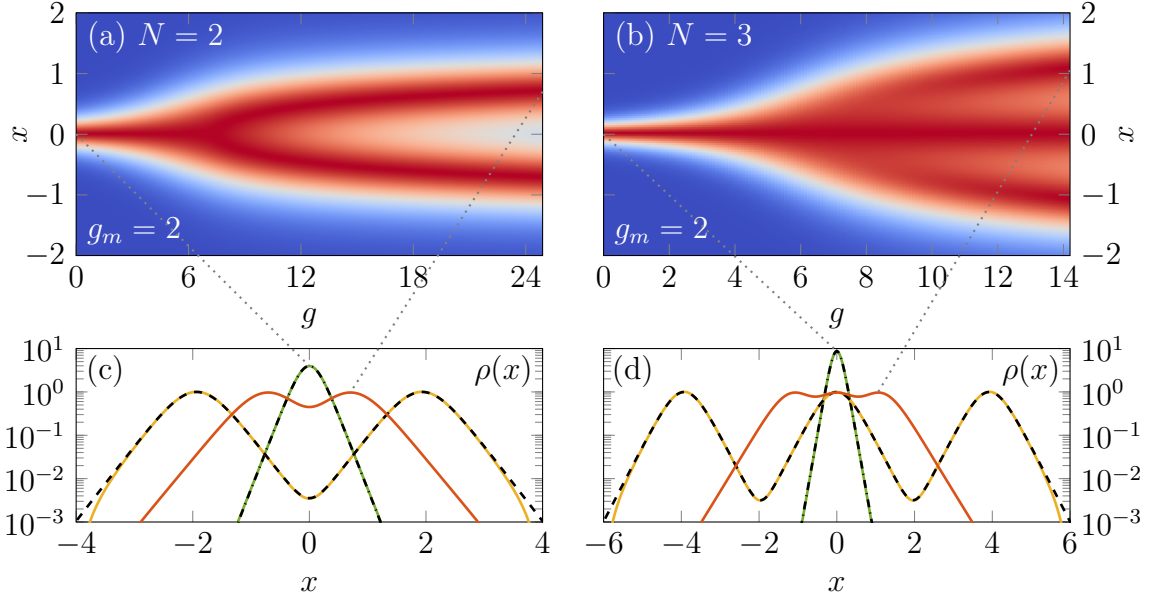 2
1
0
−1
−2
x
(a) N = 2
g_m = 2
0 6 12 18 24
g
(b) N = 3
g_m = 2
0 2 4 6 8 10 12 14
g
2
1
0
−1
−2
x
10^1
10^0
10^{−1}
10^{−2}
10^{−3}
(c) ρ(x)
−4 −2 0 2 4
x
(d) ρ(x)
−6 −4 −2 0 2 4 6
x
10^1
10^0
10^{−1}
10^{−2}
10^{−3}